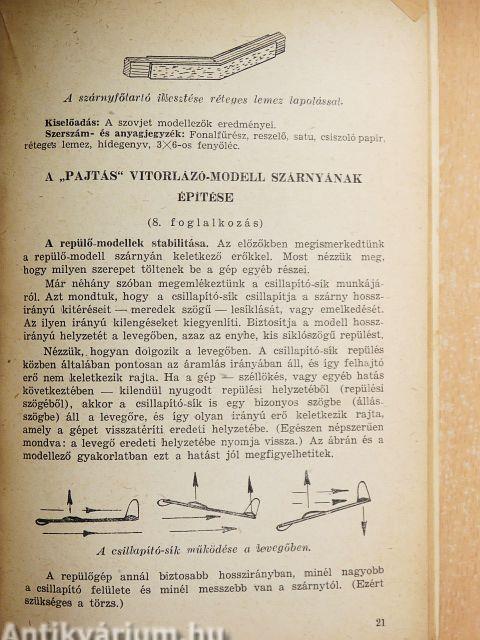 A szárnyfőtartó illesztése réteges lemez lapolással.
Kiselőadás: A szovjet modellezők eredményei.
Szerszám- és anyagjegyzék: Fonalfűrész, reszelő, satu, csiszoló papír,
réteges lemez, hidegenyv, 3×6-os fenyőléc.
A „PAJTÁS" VITORLÁZÓ-MODELL SZÁRNYÁNAK
ÉPÍTÉSE
(8. foglalkozás)
A repülő-modellek stabilitása. Az előzőkben megismerkedtünk
a repülő-modell szárnyán keletkező erőkkel. Most nézzük meg,
hogy milyen szerepet töltenek be a gép egyéb részei.
Már néhány szóban megemlékeztünk a csillapító-sík munkájá-
ról. Azt mondtuk, hogy a csillapító-sík csillapítja a szárny hossz-
irányú kitéréseit — meredek szögű — lesiklását, vagy emelkedését.
Az ilyen irányú kilengéseket kiegyenlíti. Biztosítja a modell hossz-
irányú helyzetét a levegőben, azaz az enyhe, kis siklószögű repülést.
Nézzük, hogyan dolgozik a levegőben. A csillapító-sík repülés
közben általában pontosan az áramlás irányában áll, és így felhajtó
erő nem keletkezik rajta. Ha a gép — széllökés, vagy egyéb hatás
következtében — kilendül nyugodt repülési helyzetéből (repülési
szögéből), akkor a csillapító-sík is egy bizonyos szögbe (állás-
szögbe) áll a levegőre, és így olyan irányú erő keletkezik rajta,
amely a gépet visszatéríti eredeti helyzetébe. (Egészen népszerűen
mondva: a levegő eredeti helyzetébe nyomja vissza.) Az ábrán és a
modellező gyakorlatban ezt a hatást jól megfigyelhetitek.
A csillapító-sík működése a levegőben.
A repülőgép annál biztosabb hosszirányban, minél nagyobb
a csillapító felülete és minél messzebb van a szárnytól. (Ezért
szükséges a törzs.)
21
Antikvárium.hu